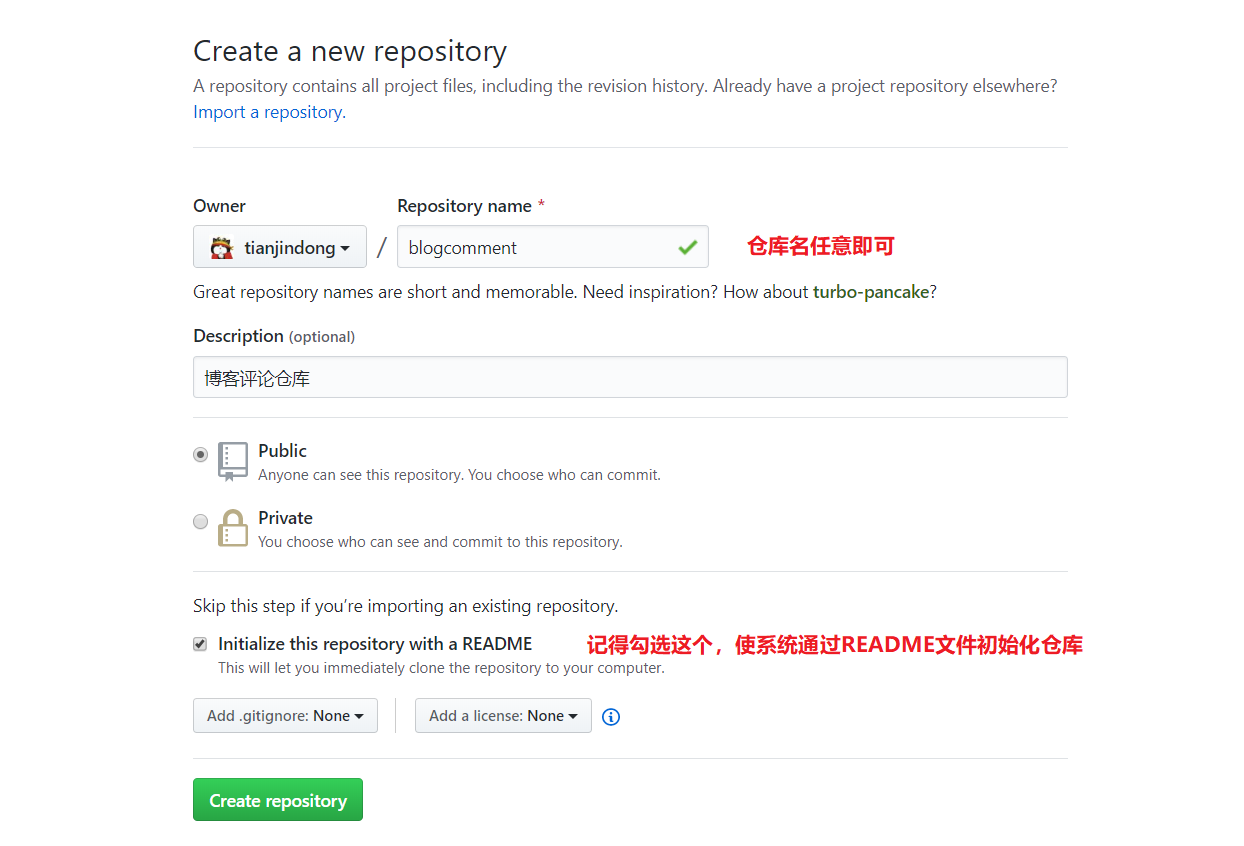 Create a new repository
A repository contains all project files, including the revision history. Already have a project repository elsewhere?
Import a repository.
Owner
Repository name *
tianjindong / blogcomment
仓库名任意即可
Great repository names are short and memorable. Need inspiration? How about turbo-pancake?
Description (optional)
博客评论仓库
Public
Anyone can see this repository. You choose who can commit.
Private
You choose who can see and commit to this repository.
Skip this step if you’re importing an existing repository.
Initialize this repository with a README
记得勾选这个，使系统通过README文件初始化仓库
This will let you immediately clone the repository to your computer.
Add .gitignore: None
Add a license: None
Create repository